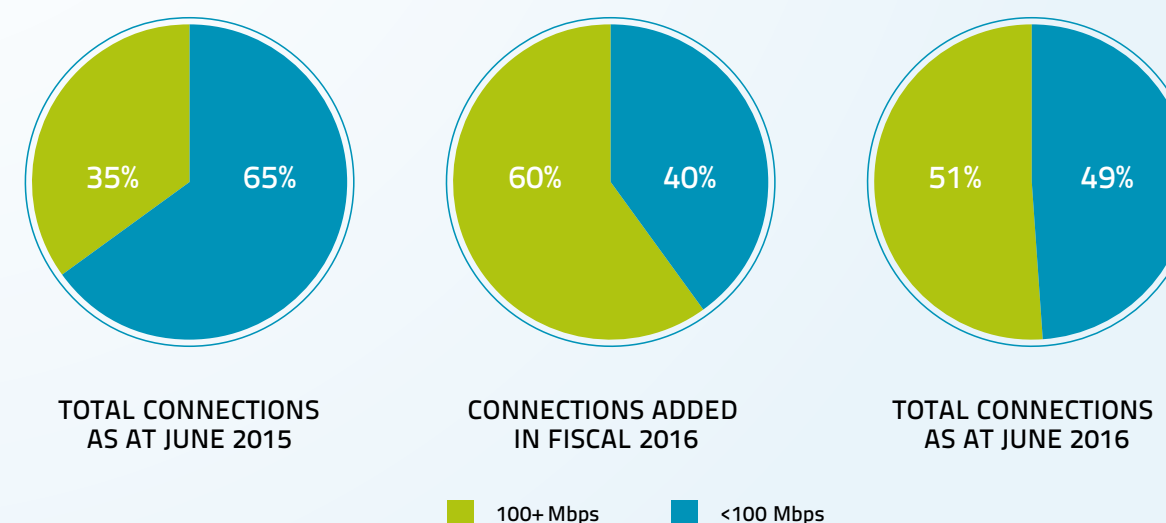 35%
65%
60%
40%
51%
49%
TOTAL CONNECTIONS
AS AT JUNE 2015
CONNECTIONS ADDED
IN FISCAL 2016
TOTAL CONNECTIONS
AS AT JUNE 2016
100+ Mbps
<100 Mbps